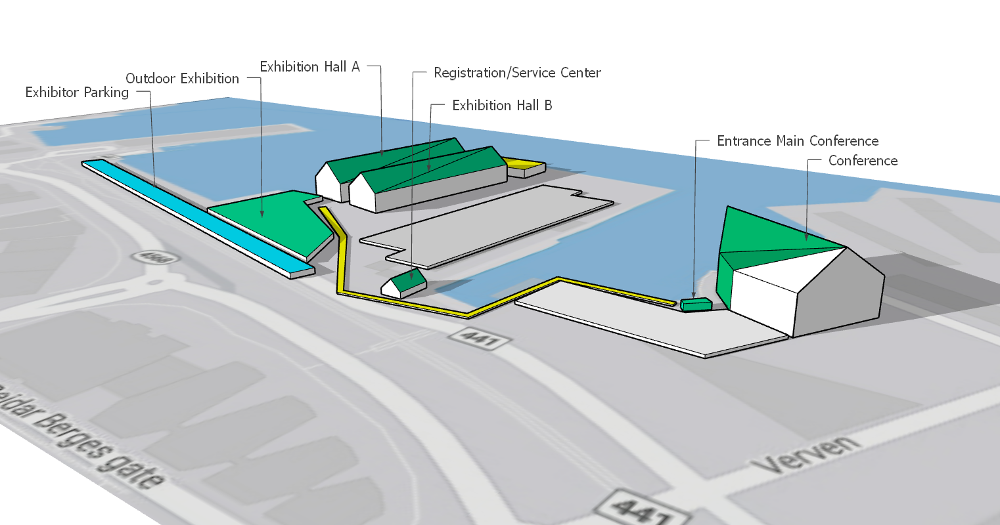 Exhibition Hall A
Registration/Service Center
Outdoor Exhibition
Exhibitor Parking
Exhibition Hall B
Entrance Main Conference
Conference
4566
441
Berges gate
Verven
441